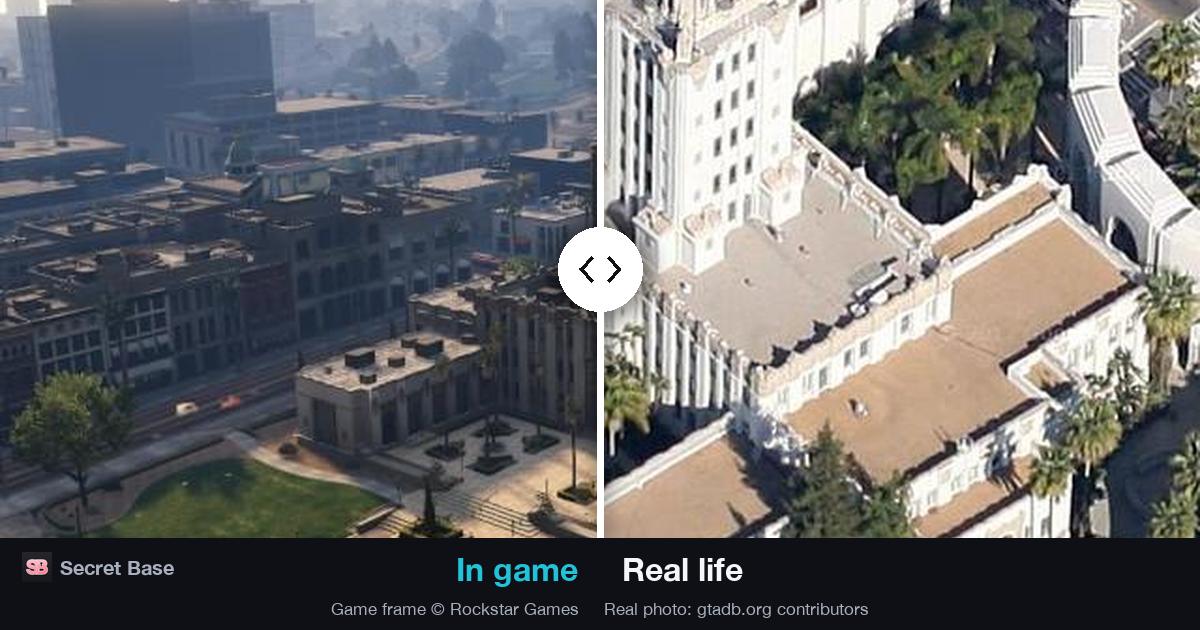 SB Secret Base
In game
Real life
Game frame © Rockstar Games
Real photo: gtadb.org contributors